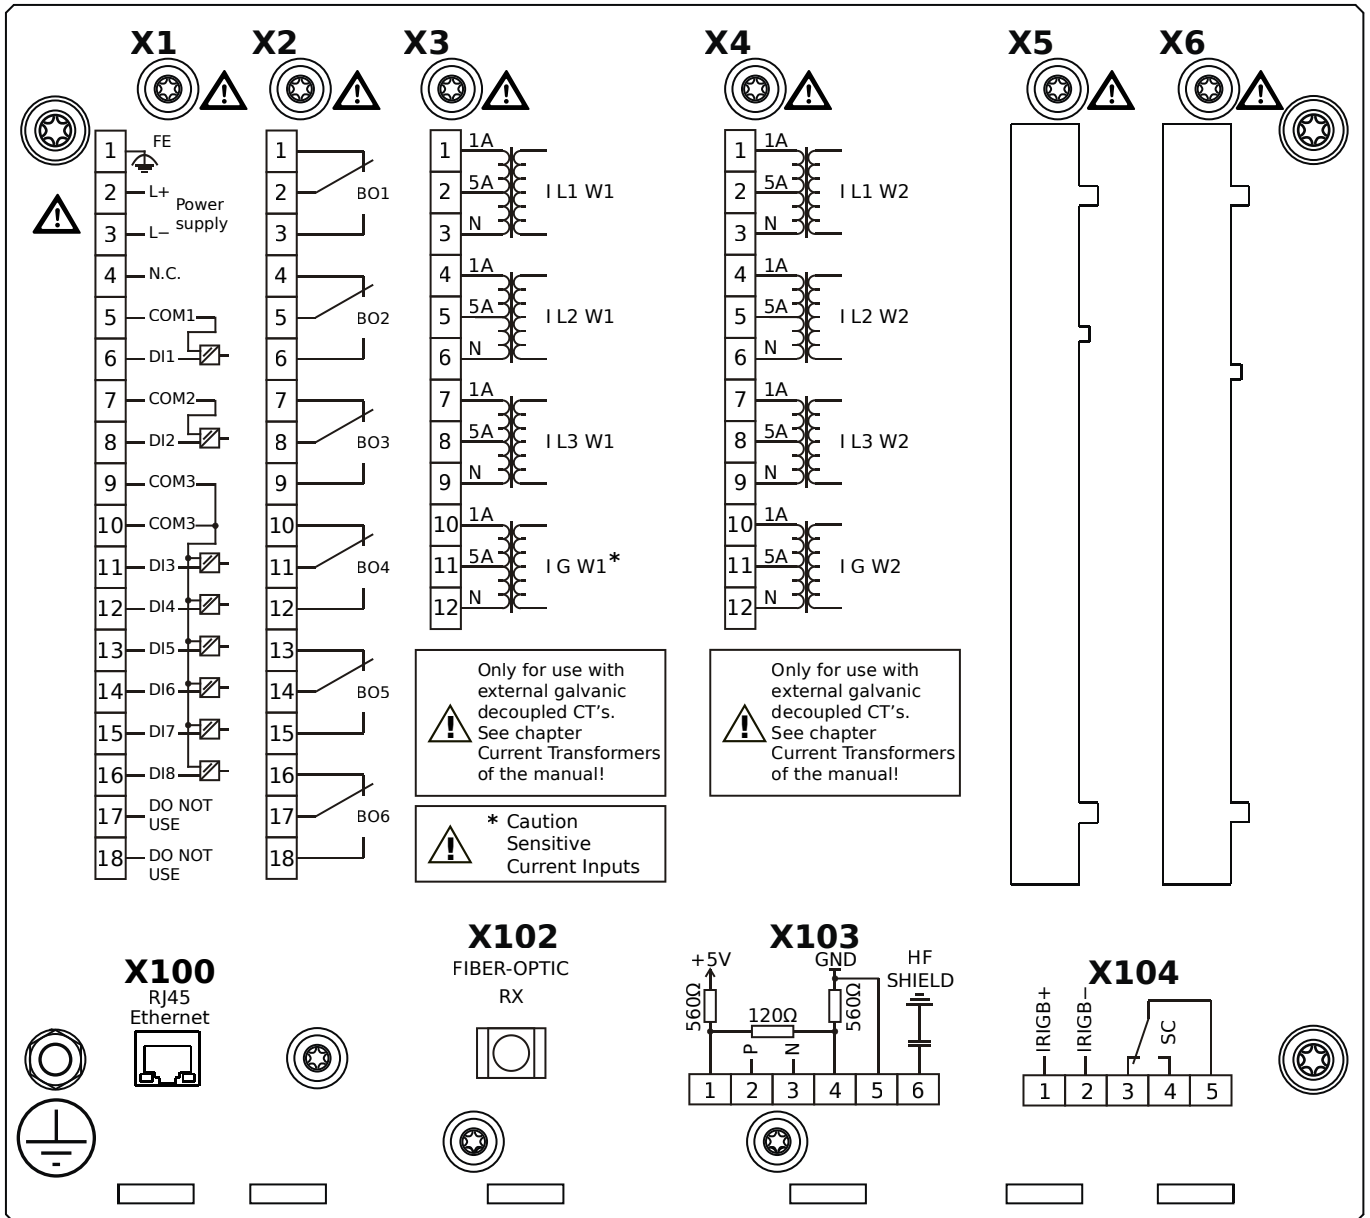 X1
X2
X3
X4
X5
X6
1 FE
2 L+
Power
supply
3 L−
4 N.C.
5 COM1
6 DI1
7 COM2
8 DI2
9 COM3
10 COM3
11 DI3
12 DI4
13 DI5
14 DI6
15 DI7
16 DI8
17 DO NOT
USE
18 DO NOT
USE
1
2 BO1
3
4
5 BO2
6
7
8 BO3
9
10
11 BO4
12
13
14 BO5
15
16
17 BO6
18
1 1A
2 5A I L1 W1
3 N
4 1A
5 5A I L2 W1
6 N
7 1A
8 5A I L3 W1
9 N
10 1A
11 5A I G W1*
12 N
Only for use with
external galvanic
decoupled CT's.
See chapter
Current Transformers
of the manual!
* Caution
Sensitive
Current Inputs
1 1A
2 5A I L1 W2
3 N
4 1A
5 5A I L2 W2
6 N
7 1A
8 5A I L3 W2
9 N
10 1A
11 5A I G W2
12 N
Only for use with
external galvanic
decoupled CT's.
See chapter
Current Transformers
of the manual!
X100
RJ45
Ethernet
X102
FIBER-OPTIC
RX
X103
+5V
GND
HF
SHIELD
560Ω
120Ω
560Ω
P
N
1 2 3 4 5 6
X104
IRIGB+
IRIGB−
SC
1 2 3 4 5